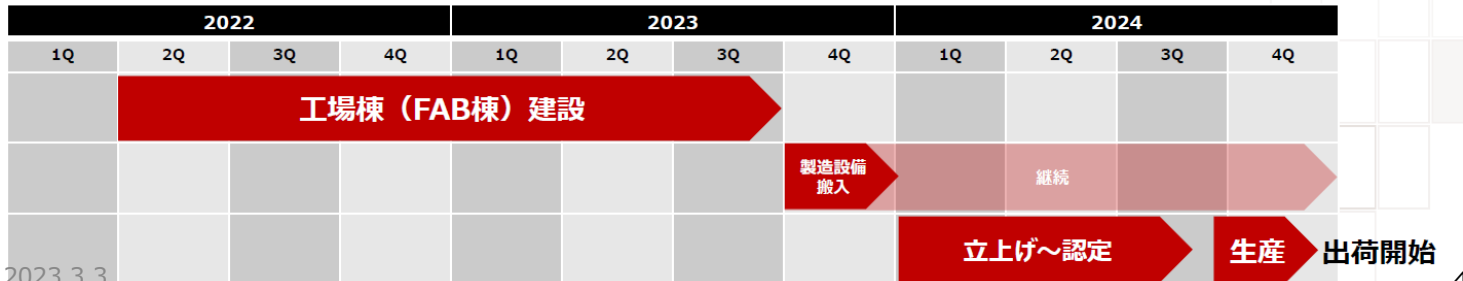 2022 2023 2024
1Q 2Q 3Q 4Q 1Q 2Q 3Q 4Q 1Q 2Q 3Q 4Q
工場棟（FAB棟）建設
製造設備
搬入
継続
立上げ～認定 生産 出荷開始
2023.3.3